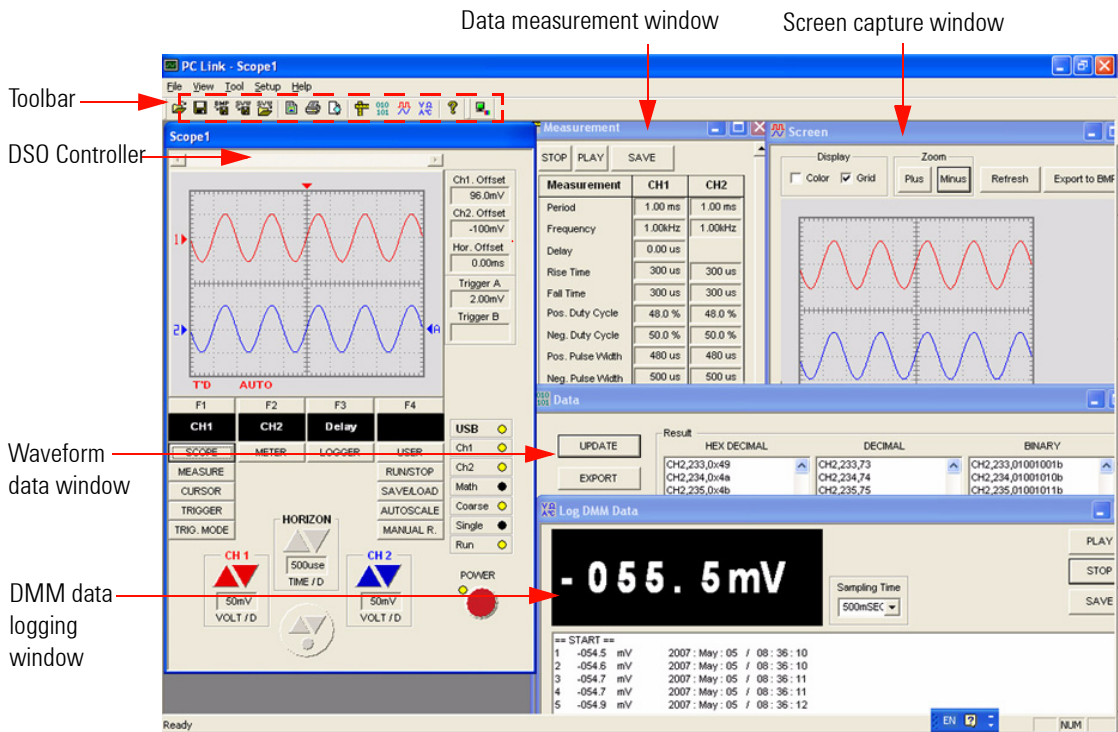 Data measurement window
Screen capture window
Toolbar
DSO Controller
Waveform
data window
DMM data
logging
window
PC Link - Scope1
File View Tool Setup Help
Scope1
Ch1. Offset
96.0mV
Ch2. Offset
-100mV
Hor. Offset
0.00ms
Trigger A
2.00mV
Trigger B
1
2
A
T'D AUTO
F1 F2 F3 F4
CH1 CH2 Delay
SCOPE METER LOGGER USER
MEASURE RUN/STOP
CURSOR SAVE/LOAD
TRIGGER AUTOSCALE
TRIG. MODE MANUAL R.
USB
Ch1
Ch2
Math
Coarse
Single
Run
HORIZON
500use
TIME / D
CH 1
50mV
VOLT / D
CH 2
50mV
VOLT / D
POWER
Measurement
STOP PLAY SAVE
Measurement CH1 CH2
Period 1.00 ms 1.00 ms
Frequency 1.00kHz 1.00kHz
Delay 0.00 us
Rise Time 300 us 300 us
Fall Time 300 us 300 us
Pos. Duty Cycle 48.0 % 48.0 %
Neg. Duty Cycle 50.0 % 50.0 %
Pos. Pulse Width 480 us 480 us
Neg. Pulse Width 500 us 500 us
Screen
Display Zoom
Color Grid Plus Minus Refresh Export to BMP
Data
UPDATE
EXPORT
Result
HEX DECIMAL DECIMAL BINARY
CH2,233,0x49 CH2,233,73 CH2,233,01001001b
CH2,234,0x4a CH2,234,74 CH2,234,01001010b
CH2,235,0x4b CH2,235,75 CH2,235,01001011b
Log DMM Data
-055.5mV
Sampling Time
500mSEC
PLAY
STOP
SAVE
== START ==
1 -054.5 mV 2007 : May : 05 / 08 : 36 : 10
2 -054.6 mV 2007 : May : 05 / 08 : 36 : 10
3 -054.7 mV 2007 : May : 05 / 08 : 36 : 11
4 -054.7 mV 2007 : May : 05 / 08 : 36 : 11
5 -054.9 mV 2007 : May : 05 / 08 : 36 : 12
Ready
EN
NUM